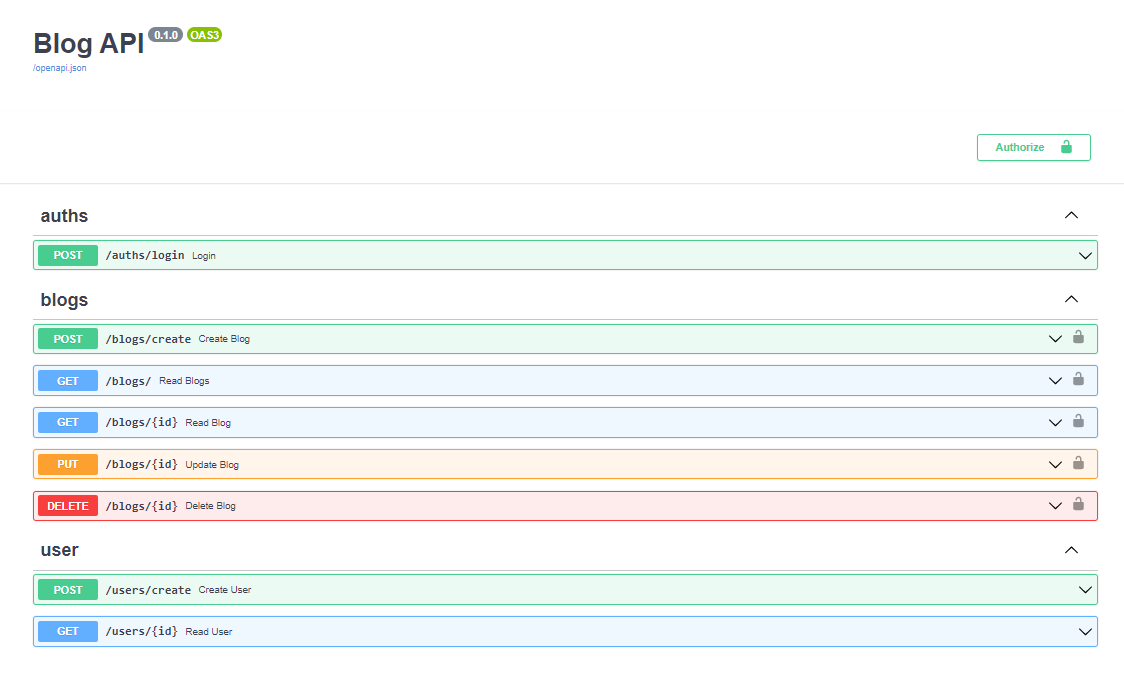 Blog API 0.1.0 OAS3
/openapi.json
Authorize
auths
POST /auths/login Login
blogs
POST /blogs/create Create Blog
GET /blogs/ Read Blogs
GET /blogs/{id} Read Blog
PUT /blogs/{id} Update Blog
DELETE /blogs/{id} Delete Blog
user
POST /users/create Create User
GET /users/{id} Read User